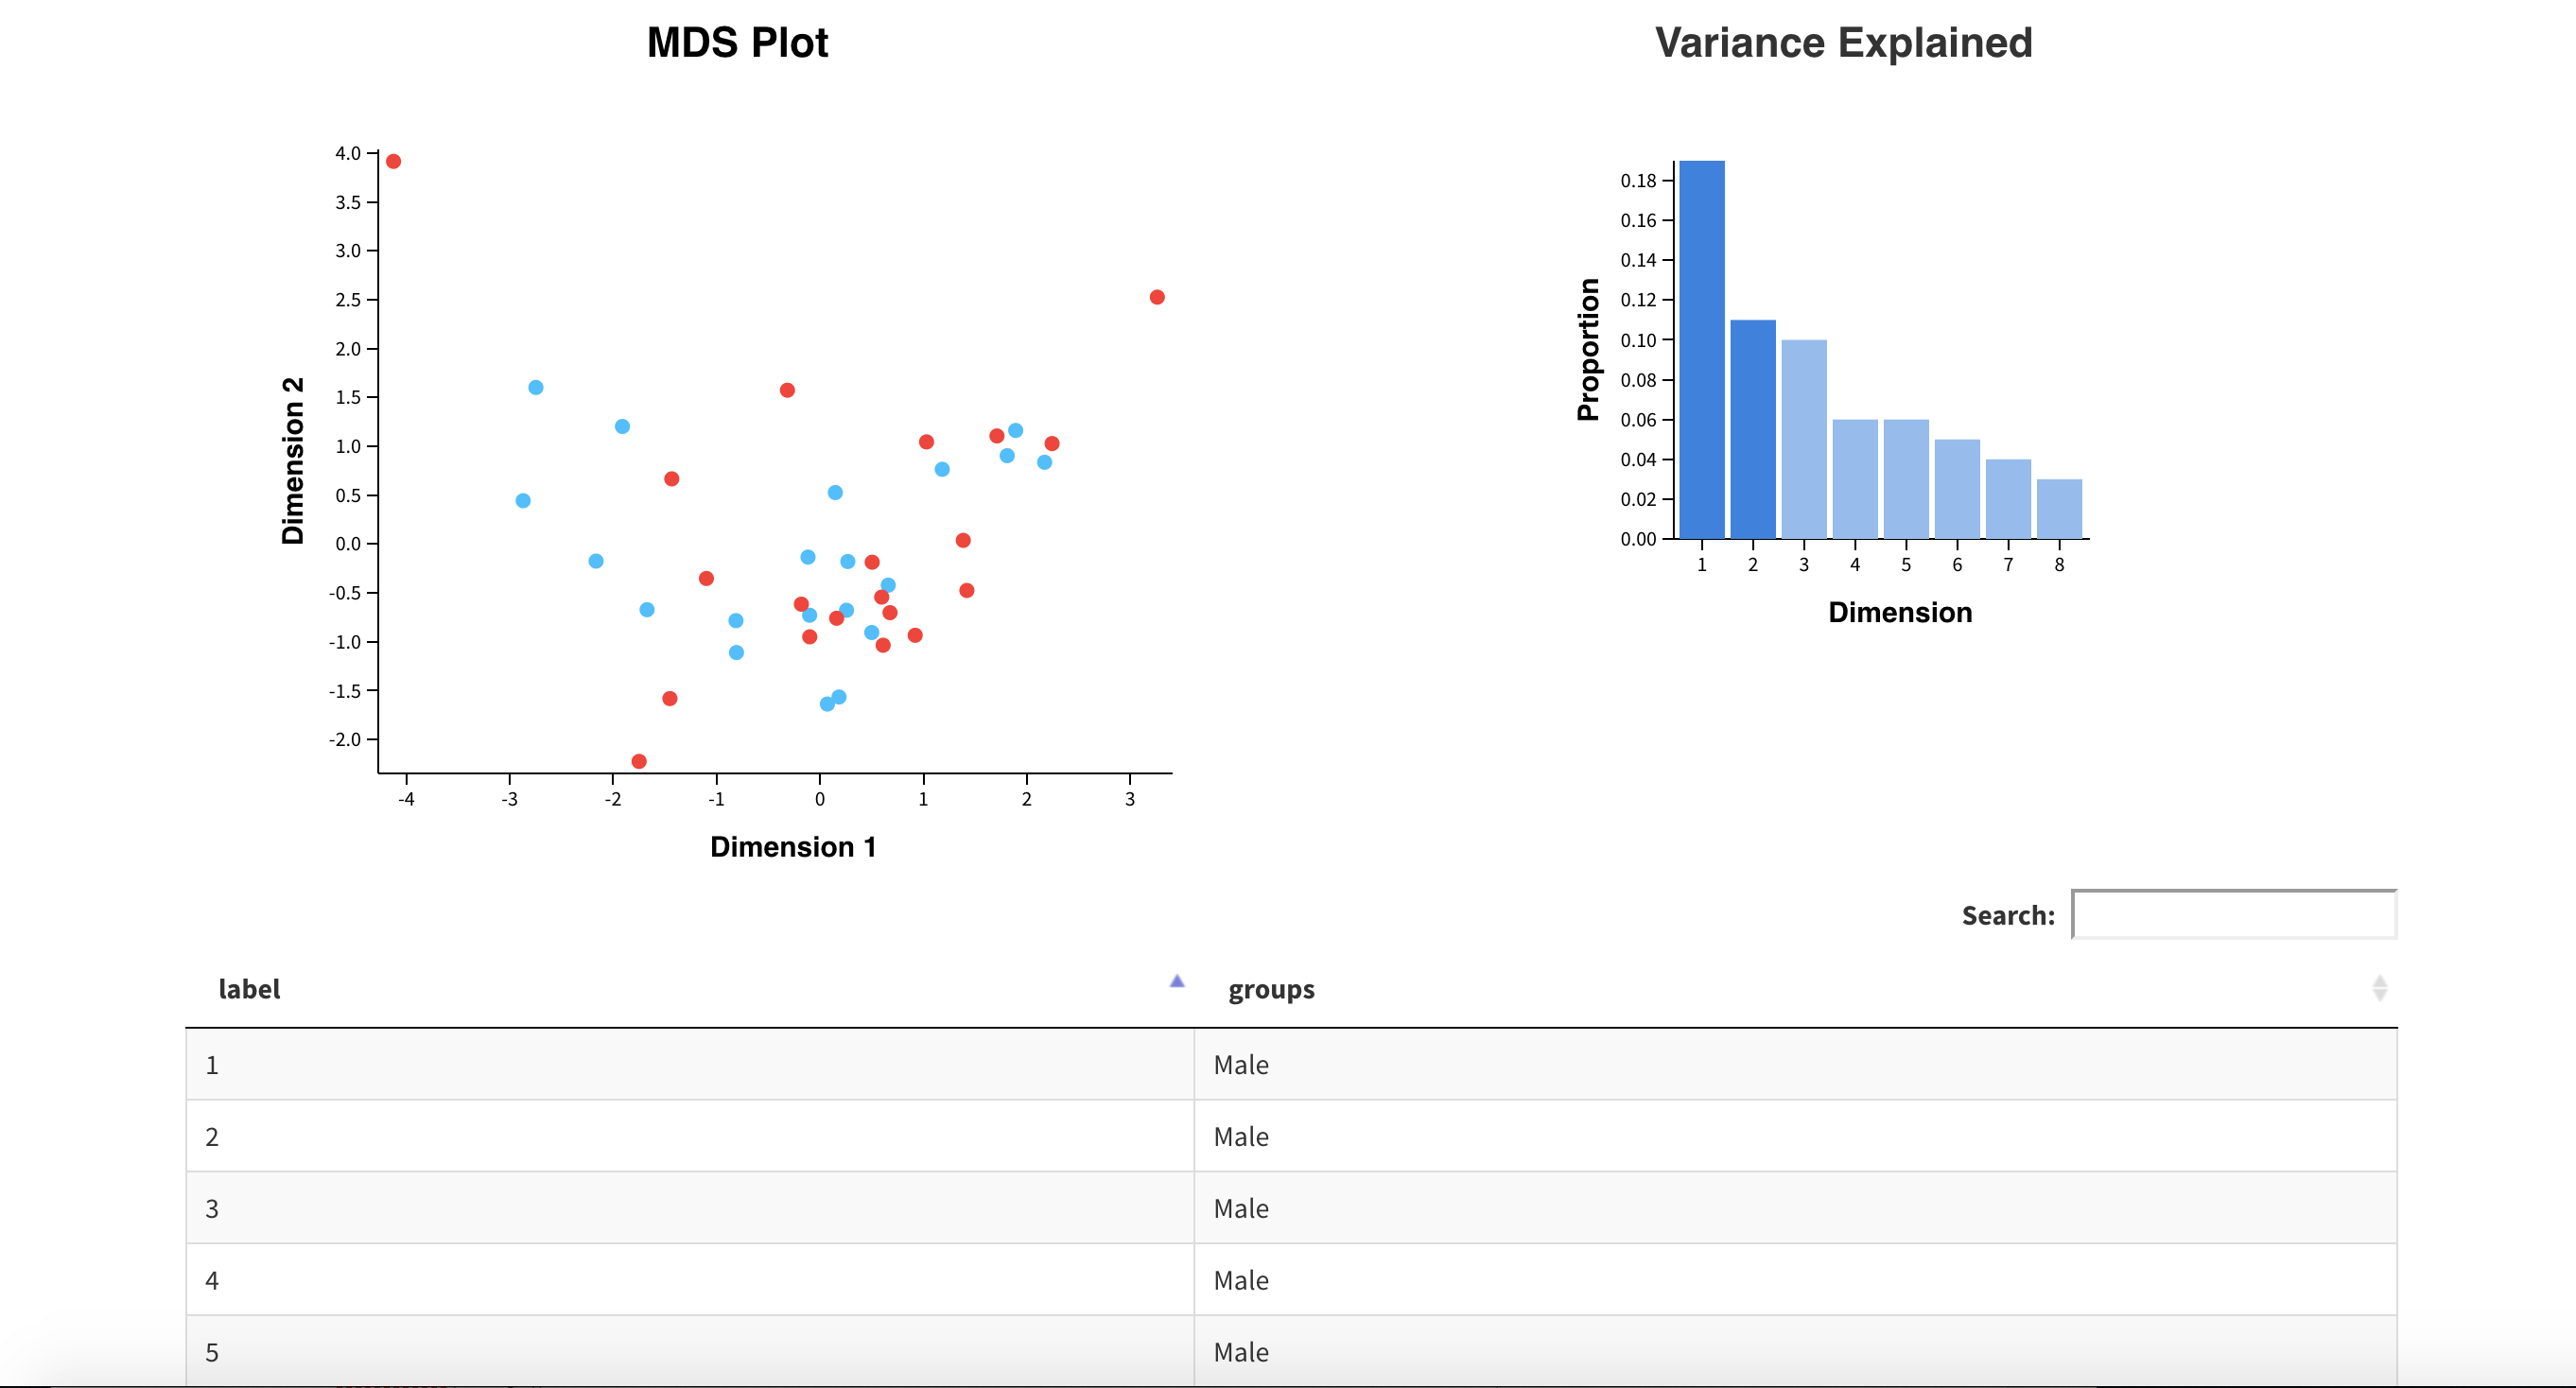 MDS Plot
Variance Explained
4.0
3.5
3.0
2.5
2.0
1.5
1.0
0.5
0.0
-0.5
-1.0
-1.5
-2.0
Dimension 2
-4 -3 -2 -1 0 1 2 3
Dimension 1
0.18
0.16
0.14
0.12
0.10
0.08
0.06
0.04
0.02
0.00
Proportion
1 2 3 4 5 6 7 8
Dimension
Search:
label groups
1 Male
2 Male
3 Male
4 Male
5 Male